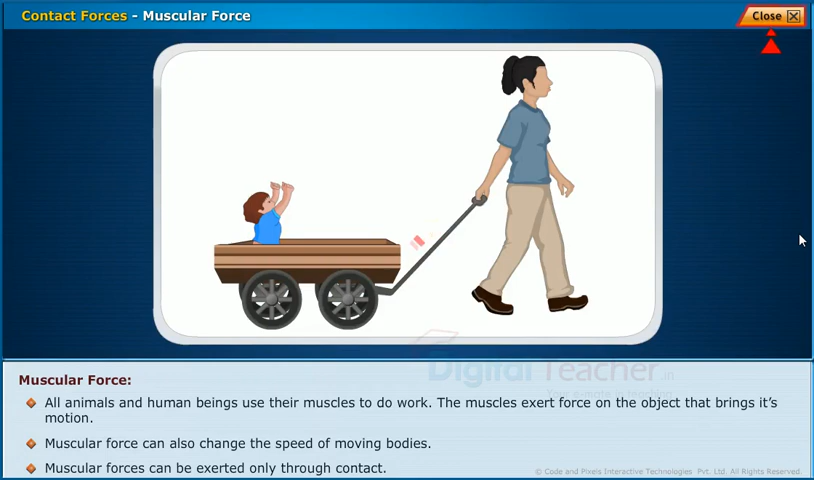 Contact Forces - Muscular Force
Close
Muscular Force:
All animals and human beings use their muscles to do work. The muscles exert force on the object that brings it's
motion.
Muscular force can also change the speed of moving bodies.
Muscular forces can be exerted only through contact.
Digital Teacher.in
© Code and Pixels Interactive Technologies Pvt. Ltd. All Rights Reserved.